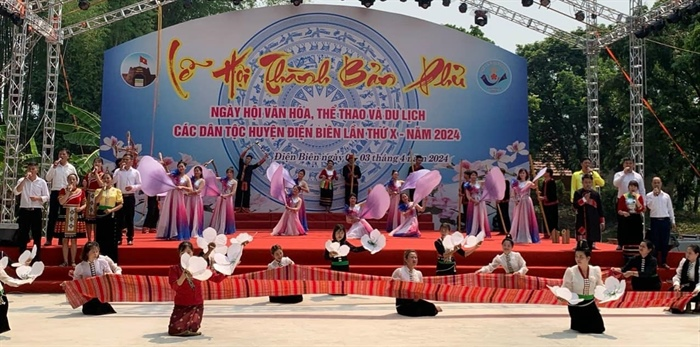 Lễ Hội Thành Bản Phủ
NGÀY HỘI VĂN HÓA, THỂ THAO VÀ DU LỊCH
CÁC DÂN TỘC HUYỆN ĐIỆN BIÊN LẦN THỨ X - NĂM 2024
Điện Biên ngày 03 tháng 4 năm 2024